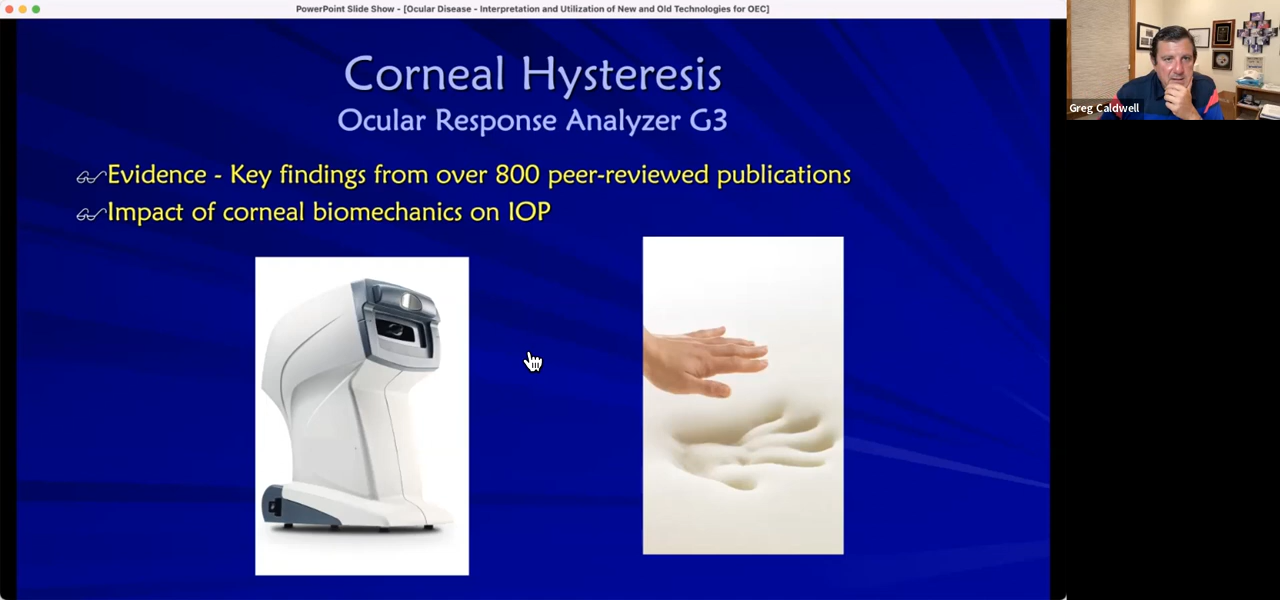 PowerPoint Slide Show - [Ocular Disease - Interpretation and Utilization of New and Old Technologies for OEC]
Corneal Hysteresis
Ocular Response Analyzer G3
Evidence - Key findings from over 800 peer-reviewed publications
Impact of corneal biomechanics on IOP
Greg Caldwell